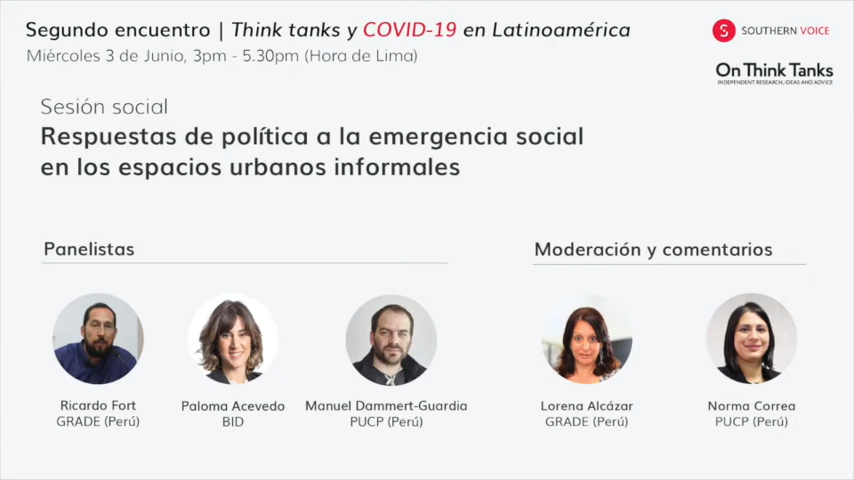 Segundo encuentro | Think tanks y COVID-19 en Latinoamérica
Miércoles 3 de Junio, 3pm - 5.30pm (Hora de Lima)
S SOUTHERN VOICE
On Think Tanks
INDEPENDENT RESEARCH, IDEAS AND ADVICE
Sesión social
Respuestas de política a la emergencia social
en los espacios urbanos informales
Panelistas
Moderación y comentarios
Ricardo Fort
GRADE (Perú)
Paloma Acevedo
BID
Manuel Dammert-Guardia
PUCP (Perú)
Lorena Alcázar
GRADE (Perú)
Norma Correa
PUCP (Perú)